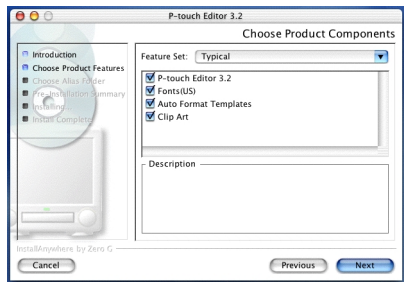 P-touch Editor 3.2
Choose Product Components
Introduction
Choose Product Features
Choose Alias Folder
Pre-Installation Summary
Installing...
Install Complete
Feature Set: Typical
P-touch Editor 3.2
Fonts(US)
Auto Format Templates
Clip Art
Description
InstallAnywhere by Zero G
Cancel
Previous
Next